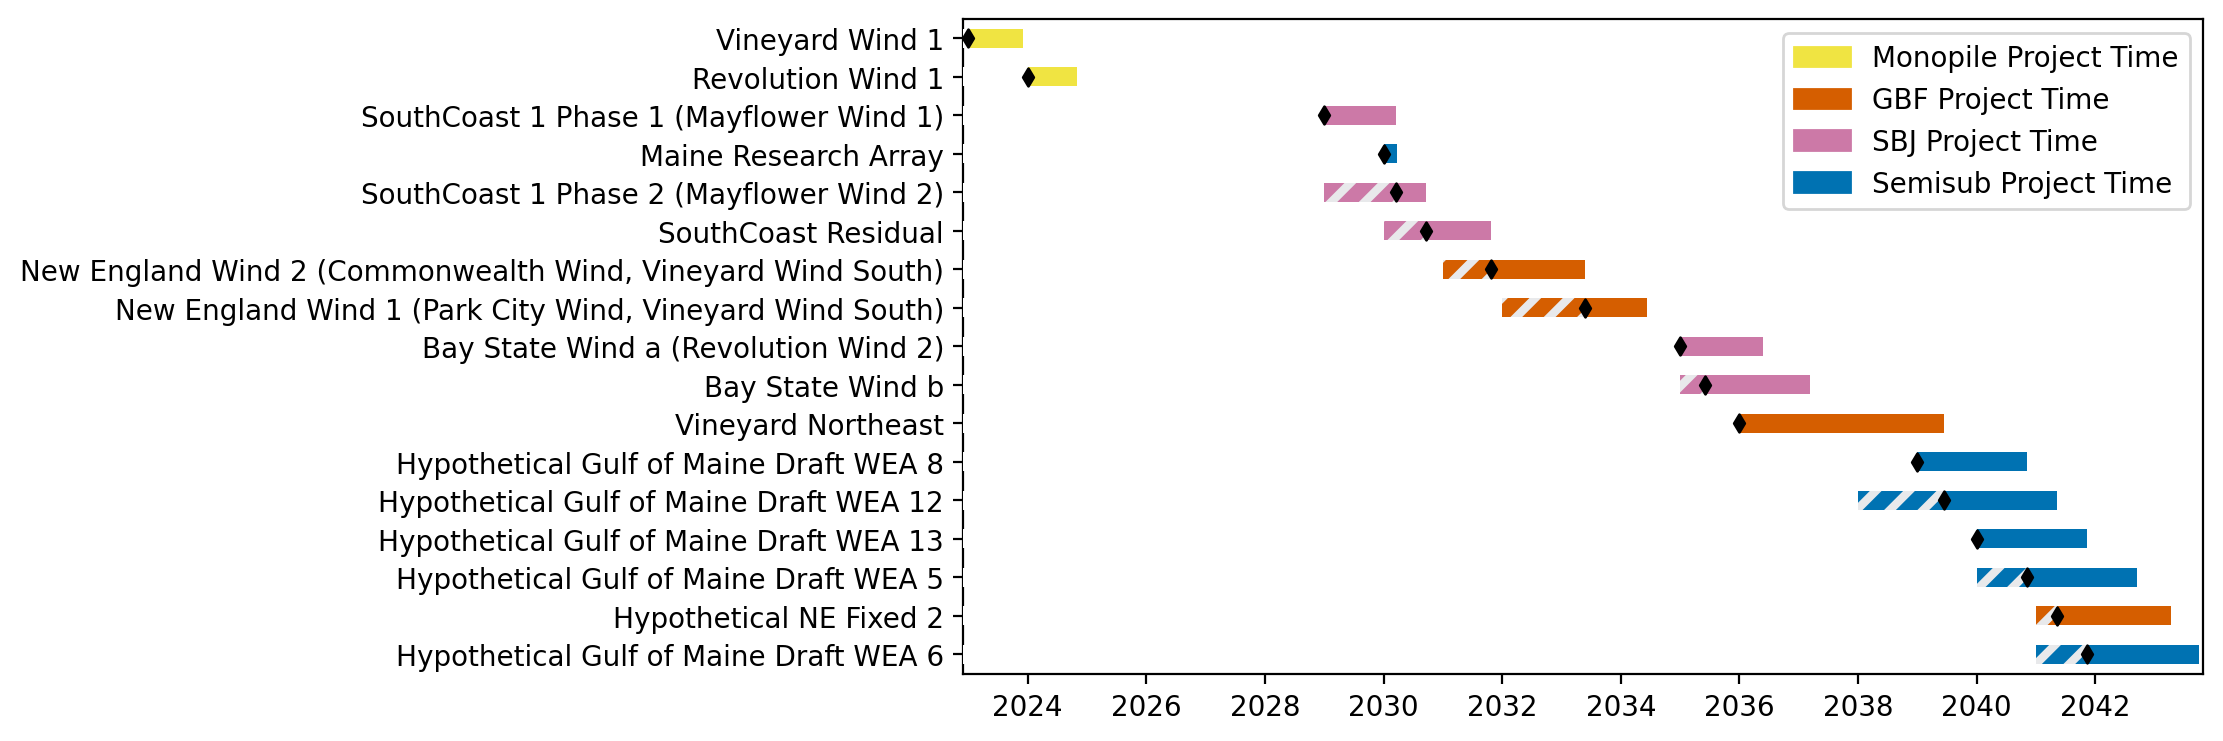 Vineyard Wind 1
Revolution Wind 1
SouthCoast 1 Phase 1 (Mayflower Wind 1)
Maine Research Array
SouthCoast 1 Phase 2 (Mayflower Wind 2)
SouthCoast Residual
New England Wind 2 (Commonwealth Wind, Vineyard Wind South)
New England Wind 1 (Park City Wind, Vineyard Wind South)
Bay State Wind a (Revolution Wind 2)
Bay State Wind b
Vineyard Northeast
Hypothetical Gulf of Maine Draft WEA 8
Hypothetical Gulf of Maine Draft WEA 12
Hypothetical Gulf of Maine Draft WEA 13
Hypothetical Gulf of Maine Draft WEA 5
Hypothetical NE Fixed 2
Hypothetical Gulf of Maine Draft WEA 6
Monopile Project Time
GBF Project Time
SBJ Project Time
Semisub Project Time
2024 2026 2028 2030 2032 2034 2036 2038 2040 2042